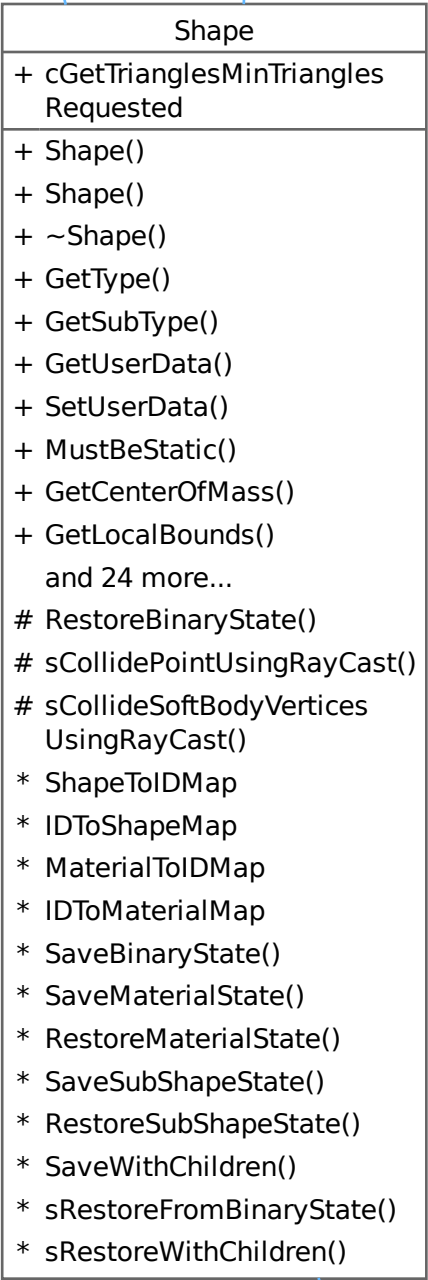 Shape
+ cGetTrianglesMinTriangles
Requested
+ Shape()
+ Shape()
+ ~Shape()
+ GetType()
+ GetSubType()
+ GetUserData()
+ SetUserData()
+ MustBeStatic()
+ GetCenterOfMass()
+ GetLocalBounds()
and 24 more...
# RestoreBinaryState()
# sCollidePointUsingRayCast()
# sCollideSoftBodyVertices
UsingRayCast()
* ShapeToIDMap
* IDToShapeMap
* MaterialToIDMap
* IDToMaterialMap
* SaveBinaryState()
* SaveMaterialState()
* RestoreMaterialState()
* SaveSubShapeState()
* RestoreSubShapeState()
* SaveWithChildren()
* sRestoreFromBinaryState()
* sRestoreWithChildren()